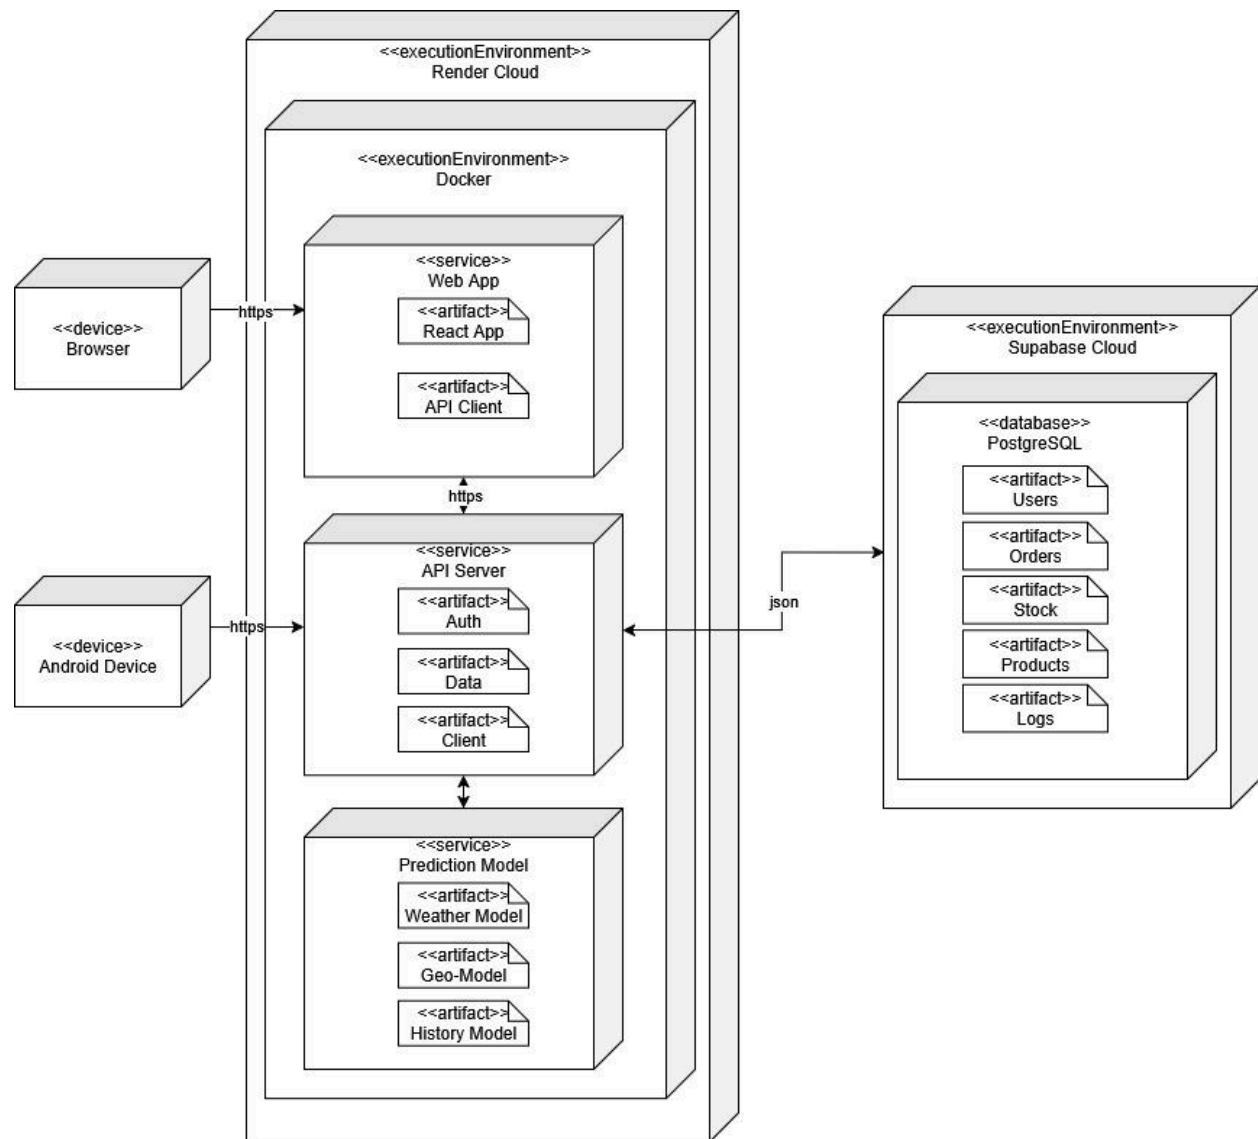 <<executionEnvironment>>
Render Cloud
<<executionEnvironment>>
Docker
<<service>>
Web App
<<artifact>>
React App
<<artifact>>
API Client
<<device>>
Browser
https
https
<<service>>
API Server
<<artifact>>
Auth
<<artifact>>
Data
<<artifact>>
Client
<<device>>
Android Device
https
<<service>>
Prediction Model
<<artifact>>
Weather Model
<<artifact>>
Geo-Model
<<artifact>>
History Model
json
<<executionEnvironment>>
Supabase Cloud
<<database>>
PostgreSQL
<<artifact>>
Users
<<artifact>>
Orders
<<artifact>>
Stock
<<artifact>>
Products
<<artifact>>
Logs